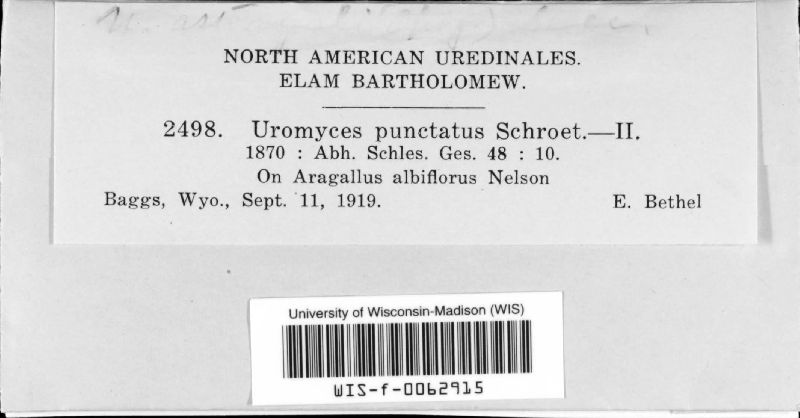 NORTH AMERICAN UREDINALES.
ELAM BARTHOLOMEW.
2498. Uromyces punctatus Schroet.—II.
1870 : Abh. Schles. Ges. 48 : 10.
On Aragallus albiflorus Nelson
Baggs, Wyo., Sept. 11, 1919. E. Bethel
University of Wisconsin-Madison (WIS)
WIS-f-0062915